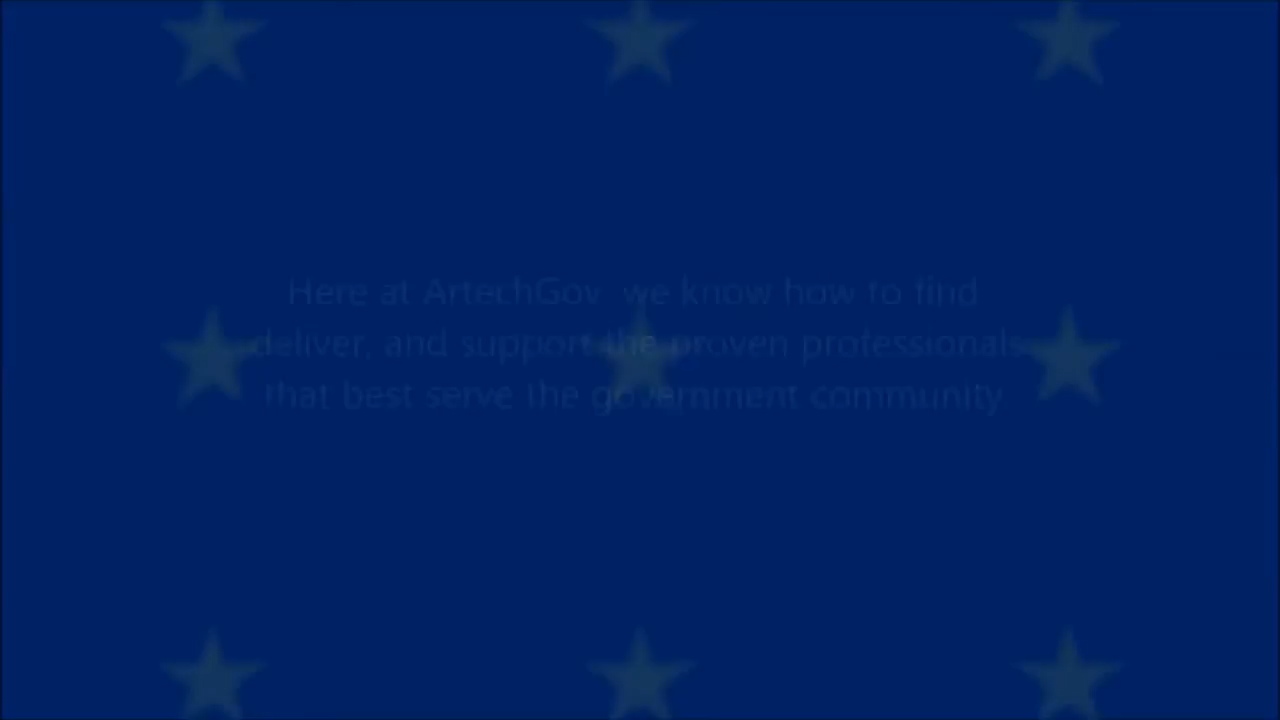 Here at ArtechGov we know how to find
deliver, and support the proven professionals
that best serve the government community